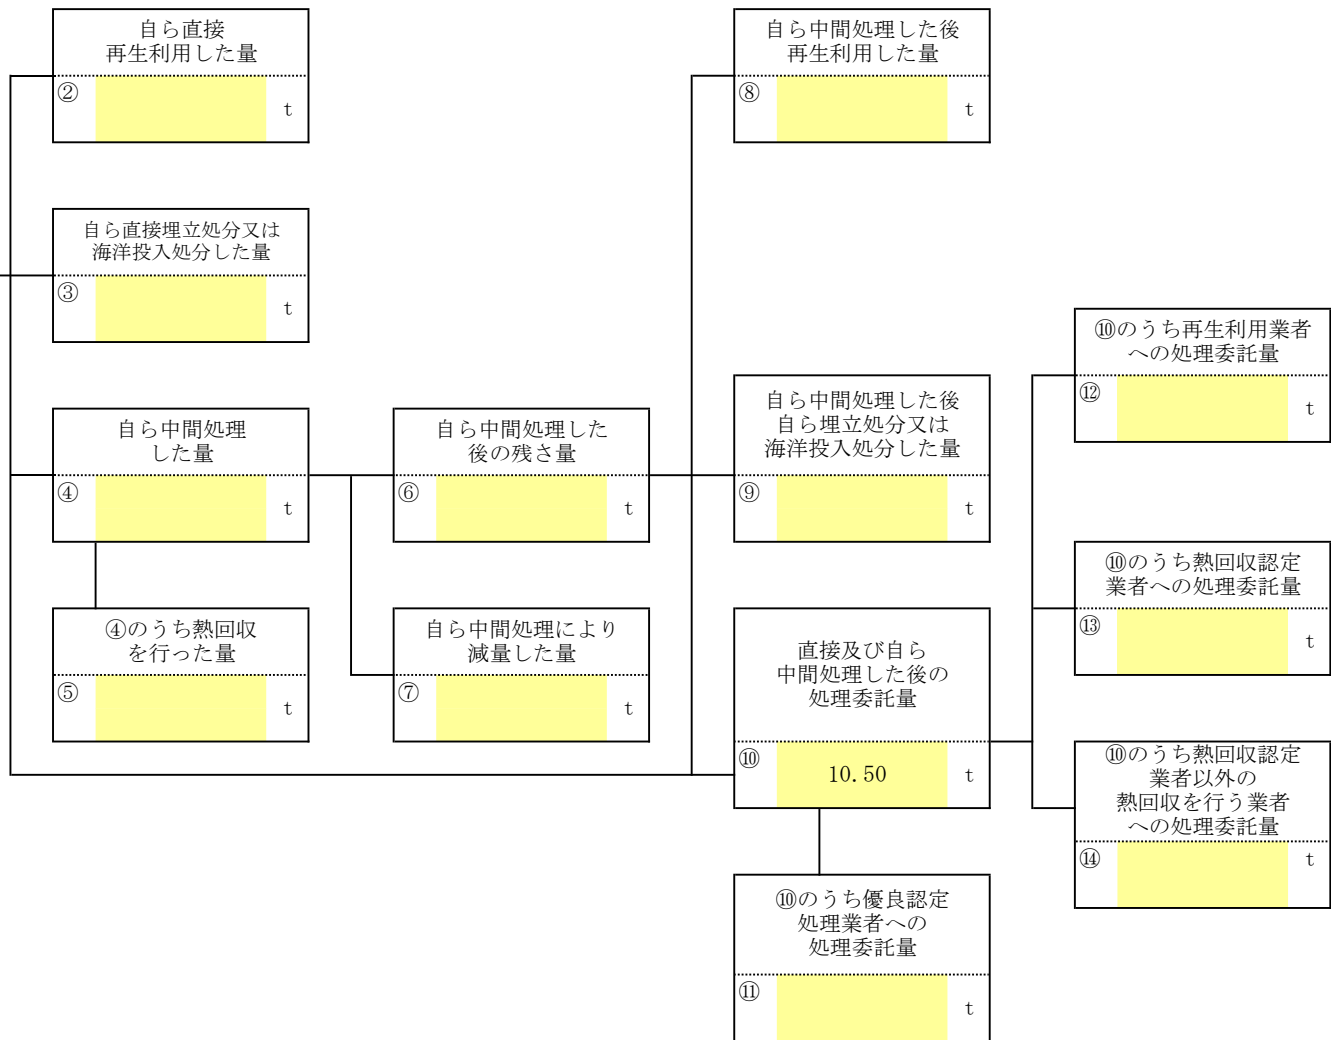 自ら直接
再生利用した量
②
t
自ら中間処理した後
再生利用した量
⑧
t
自ら直接埋立処分又は
海洋投入処分した量
③
t
⑩のうち再生利用業者
への処理委託量
⑫
t
自ら中間処理
した量
④
t
自ら中間処理した
後の残さ量
⑥
t
自ら中間処理した後
自ら埋立処分又は
海洋投入処分した量
⑨
t
⑩のうち熱回収認定
業者への処理委託量
⑬
t
④のうち熱回収
を行った量
⑤
t
自ら中間処理により
減量した量
⑦
t
直接及び自ら
中間処理した後の
処理委託量
⑩
10.50
t
⑩のうち熱回収認定
業者以外の
熱回収を行う業者
への処理委託量
⑭
t
⑩のうち優良認定
処理業者への
処理委託量
⑪
t